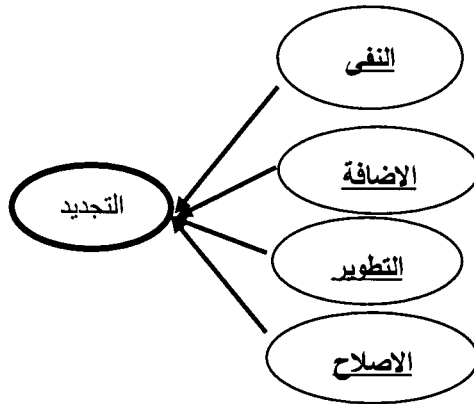 النفى
الاضافة
التجديد
التطوير
الاصلاح